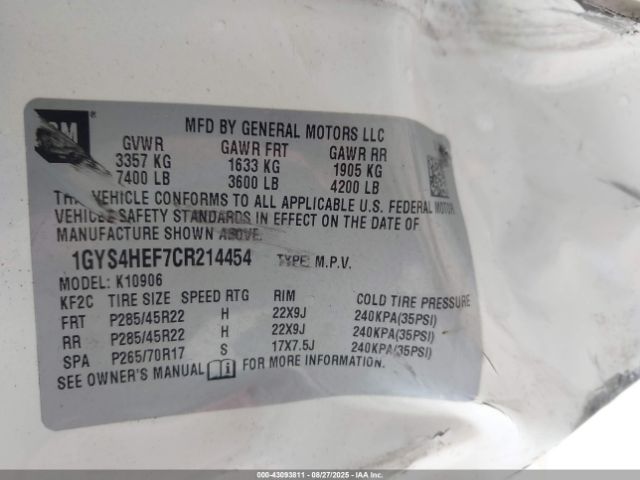 GM ®
MFD BY GENERAL MOTORS LLC
GVWR GAWR FRT GAWR RR
3357 KG 1633 KG 1905 KG
7400 LB 3600 LB 4200 LB
THIS VEHICLE CONFORMS TO ALL APPLICABLE U.S. FEDERAL MOTOR
VEHICLE SAFETY STANDARDS IN EFFECT ON THE DATE OF
MANUFACTURE SHOWN ABOVE.
1GYS4HEF7CR214454 TYPE: M.P.V.
MODEL: K10906
KF2C TIRE SIZE SPEED RTG RIM COLD TIRE PRESSURE
FRT P285/45R22 H 22X9J 240KPA(35PSI)
RR P285/45R22 H 22X9J 240KPA(35PSI)
SPA P265/70R17 S 17X7.5J 240KPA(35PSI)
SEE OWNER'S MANUAL FOR MORE INFORMATION.
000-43093811 - 08/27/2025 - IAAI.com